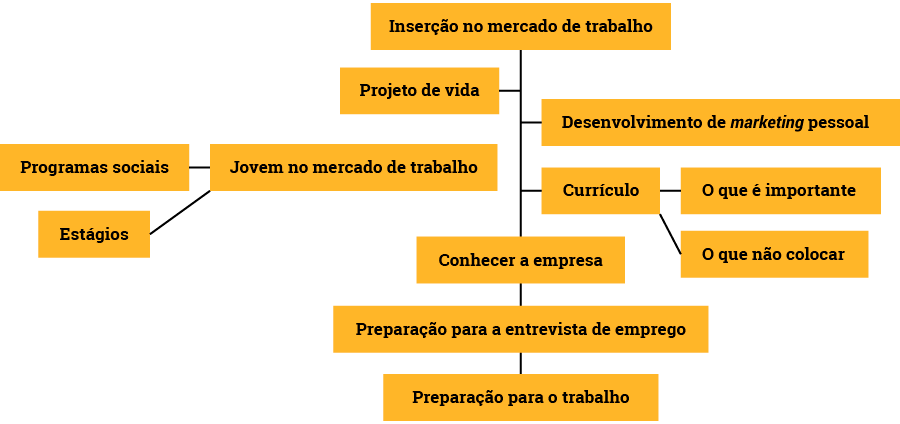 Inserção no mercado de trabalho
Projeto de vida
Desenvolvimento de marketing pessoal
Programas sociais
Jovem no mercado de trabalho
Currículo
O que é importante
Estágios
O que não colocar
Conhecer a empresa
Preparação para a entrevista de emprego
Preparação para o trabalho